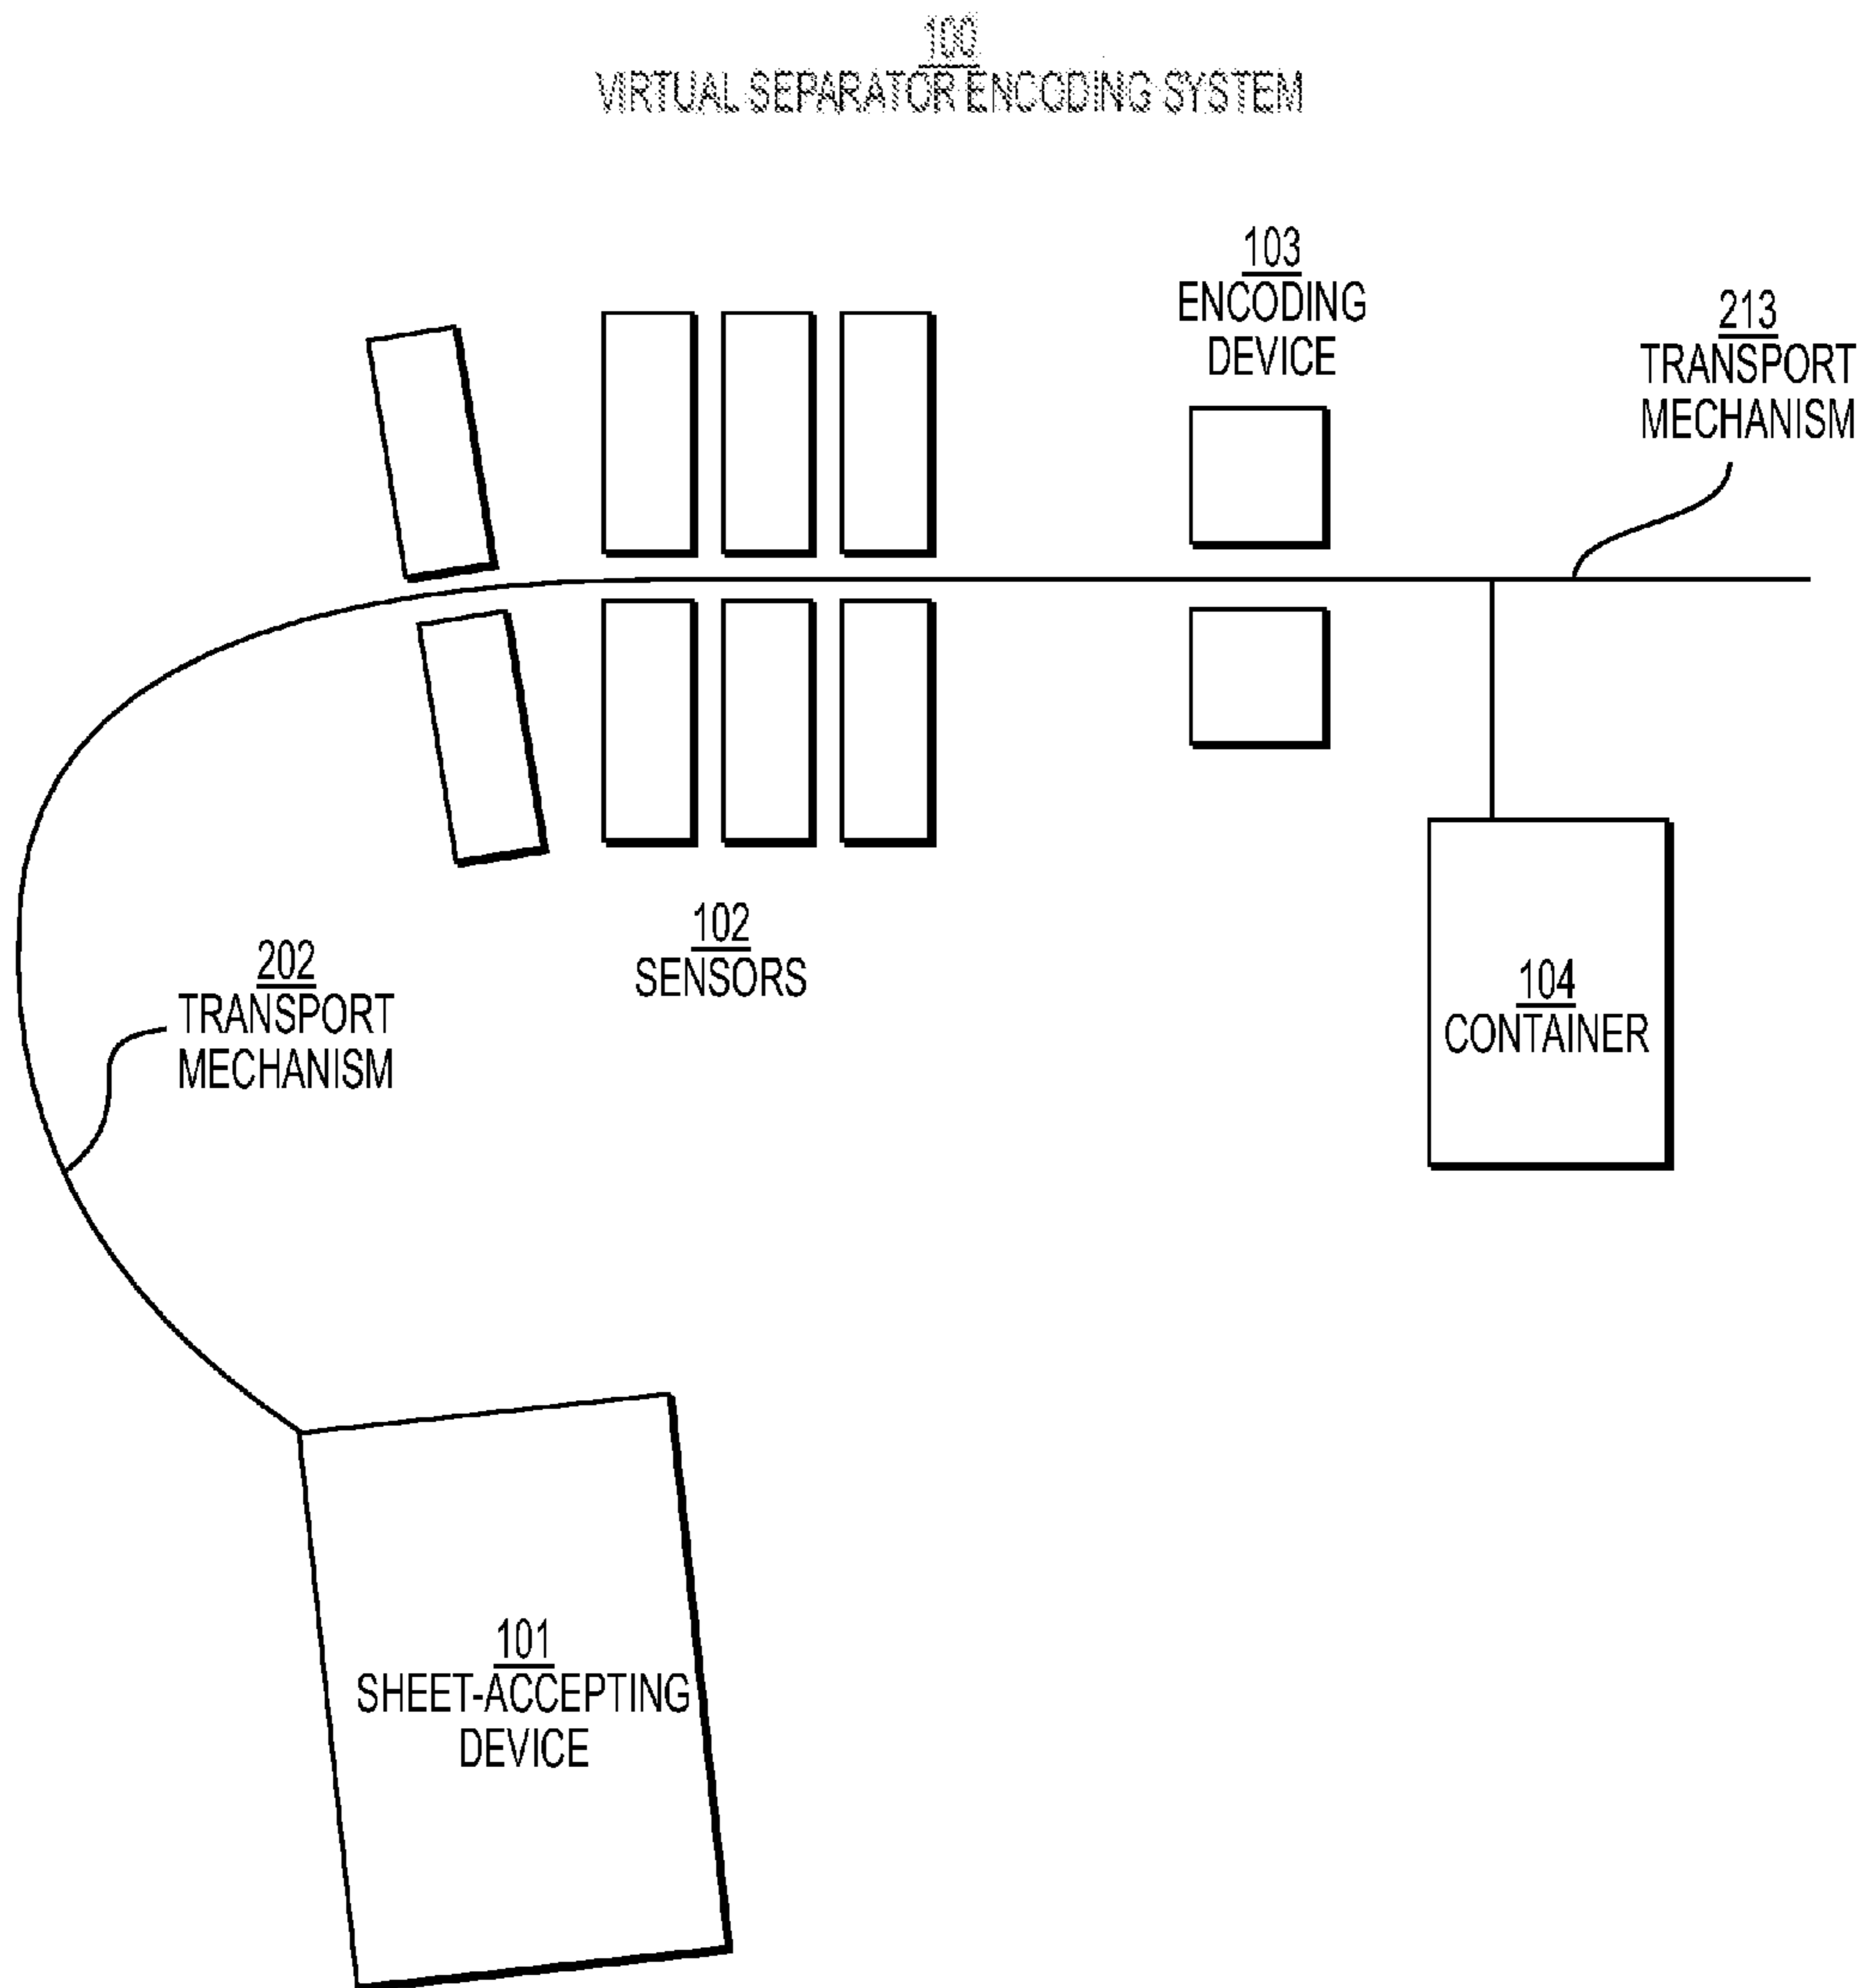 100
VIRTUAL SEPARATOR ENCODING SYSTEM
103
ENCODING
DEVICE
213
TRANSPORT
MECHANISM
102
SENSORS
202
TRANSPORT
MECHANISM
104
CONTAINER
101
SHEET-ACCEPTING
DEVICE